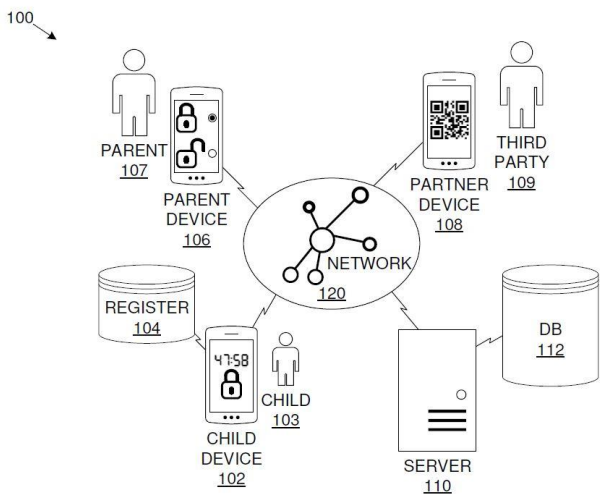 100
PARENT
107
PARENT
DEVICE
106
THIRD
PARTY
109
PARTNER
DEVICE
108
NETWORK
120
REGISTER
104
47:58
CHILD
103
CHILD
DEVICE
102
DB
112
SERVER
110